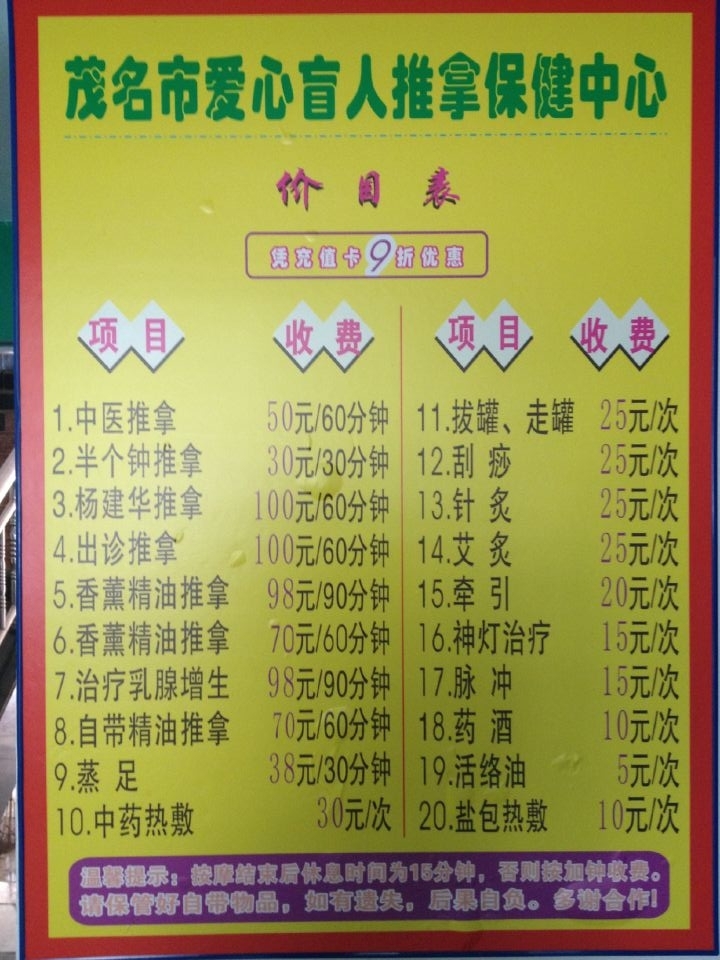 茂名市爱心盲人推拿保健中心
价目表
凭充值卡9折优惠
项目 收费
1.中医推拿 50元/60分钟
2.半个钟推拿 30元/30分钟
3.杨建华推拿 100元/60分钟
4.出诊推拿 100元/60分钟
5.香薰精油推拿 98元/90分钟
6.香薰精油推拿 70元/60分钟
7.治疗乳腺增生 98元/90分钟
8.自带精油推拿 70元/60分钟
9.蒸足 38元/30分钟
10.中药热敷 30元/次
项目 收费
11.拔罐、走罐 25元/次
12.刮痧 25元/次
13.针炙 25元/次
14.艾炙 25元/次
15.牵引 20元/次
16.神灯治疗 15元/次
17.脉冲 15元/次
18.药酒 10元/次
19.活络油 5元/次
20.盐包热敷 10元/次
温馨提示：按摩结束后休息时间为15分钟，否则按加钟收费。
请保管好自带物品，如有遗失，后果自负。多谢合作!